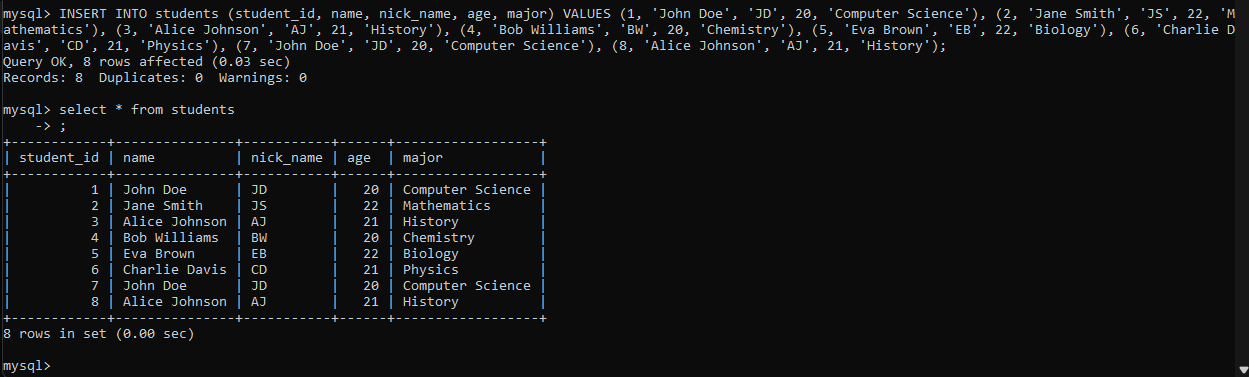 mysql> INSERT INTO students (student_id, name, nick_name, age, major) VALUES (1, 'John Doe', 'JD', 20, 'Computer Science'), (2, 'Jane Smith', 'JS', 22, 'M
athematics'), (3, 'Alice Johnson', 'AJ', 21, 'History'), (4, 'Bob Williams', 'BW', 20, 'Chemistry'), (5, 'Eva Brown', 'EB', 22, 'Biology'), (6, 'Charlie D
avis', 'CD', 21, 'Physics'), (7, 'John Doe', 'JD', 20, 'Computer Science'), (8, 'Alice Johnson', 'AJ', 21, 'History');
Query OK, 8 rows affected (0.03 sec)
Records: 8  Duplicates: 0  Warnings: 0

mysql> select * from students
    -> ;
+------------+---------------+-----------+------+------------------+
| student_id | name          | nick_name | age  | major            |
+------------+---------------+-----------+------+------------------+
|          1 | John Doe      | JD        |   20 | Computer Science |
|          2 | Jane Smith    | JS        |   22 | Mathematics      |
|          3 | Alice Johnson | AJ        |   21 | History          |
|          4 | Bob Williams  | BW        |   20 | Chemistry        |
|          5 | Eva Brown     | EB        |   22 | Biology          |
|          6 | Charlie Davis | CD        |   21 | Physics          |
|          7 | John Doe      | JD        |   20 | Computer Science |
|          8 | Alice Johnson | AJ        |   21 | History          |
+------------+---------------+-----------+------+------------------+
8 rows in set (0.00 sec)

mysql>